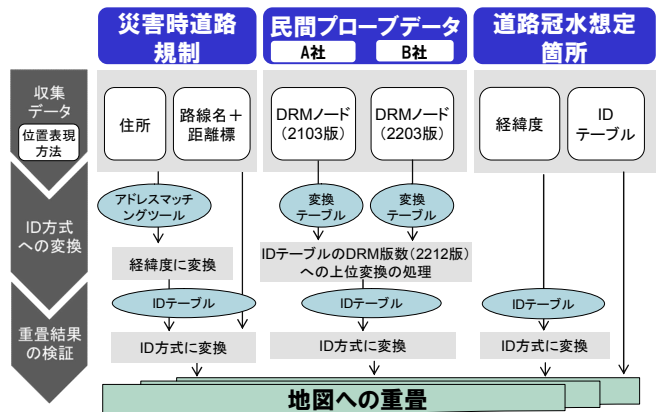 災害時道路
規制
民間プローブデータ
A社
B社
道路冠水想定
箇所
収集
データ
位置表現
方法
住所
路線名＋
距離標
DRMノード
（2103版）
DRMノード
（2203版）
経緯度
ID
テーブル
ID方式
への変換
アドレスマッチ
ングツール
変換
テーブル
変換
テーブル
経緯度に変換
IDテーブルのDRM版数（2212版）
への上位変換の処理
IDテーブル
IDテーブル
IDテーブル
重畳結果
の検証
ID方式に変換
ID方式に変換
ID方式に変換
地図への重畳